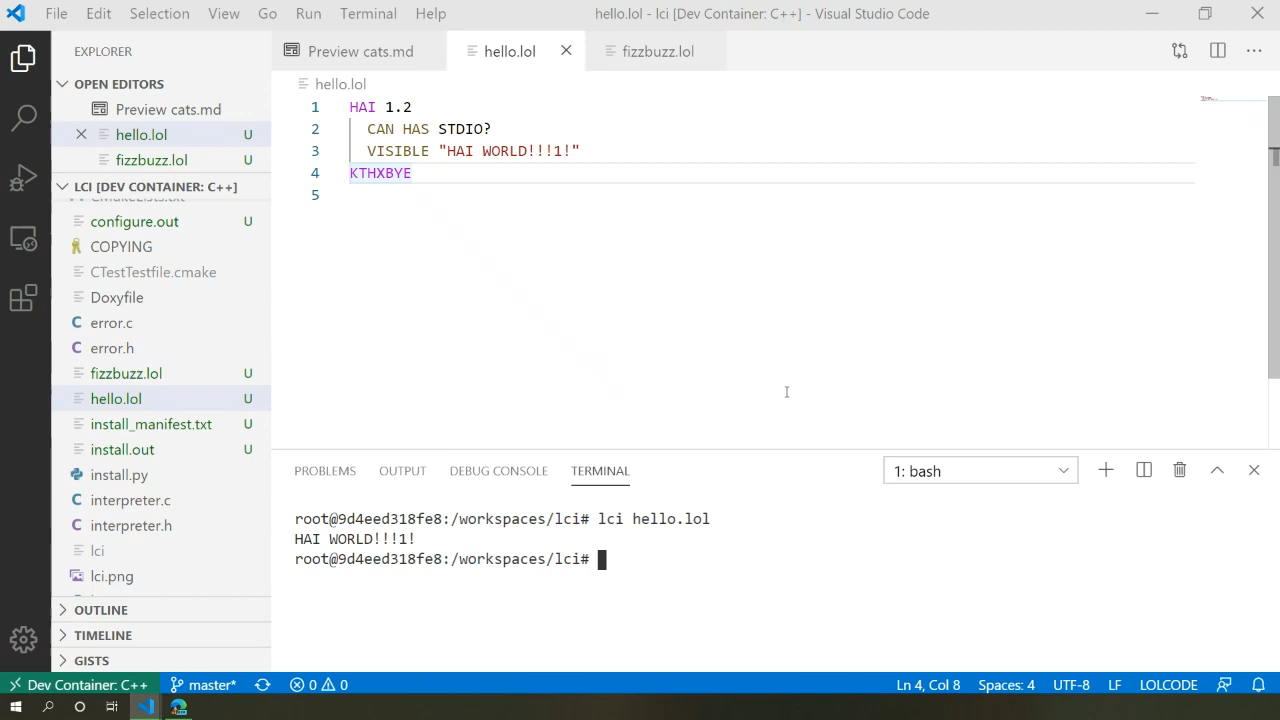 File Edit Selection View Go Run Terminal Help hello.lol - lci [Dev Container: C++] - Visual Studio Code
EXPLORER
OPEN EDITORS
Preview cats.md
hello.lol U
fizzbuzz.lol U
LCI [DEV CONTAINER: C++]
CMakeLists.txt
configure.out U
COPYING
CTestTestfile.cmake
Doxyfile
C error.c
C error.h
fizzbuzz.lol U
hello.lol U
install_manifest.txt U
install.out U
install.py
C interpreter.c
C interpreter.h
lci
lci.png
OUTLINE
TIMELINE
GISTS
Preview cats.md hello.lol fizzbuzz.lol
hello.lol
1 HAI 1.2
2 CAN HAS STDIO?
3 VISIBLE "HAI WORLD!!!1!"
4 KTHXBYE
5
PROBLEMS OUTPUT DEBUG CONSOLE TERMINAL 1: bash
root@9d4eed318fe8:/workspaces/lci# lci hello.lol
HAI WORLD!!!1!
root@9d4eed318fe8:/workspaces/lci#
Dev Container: C++ master* 0 0 Ln 4, Col 8 Spaces: 4 UTF-8 LF LOLCODE